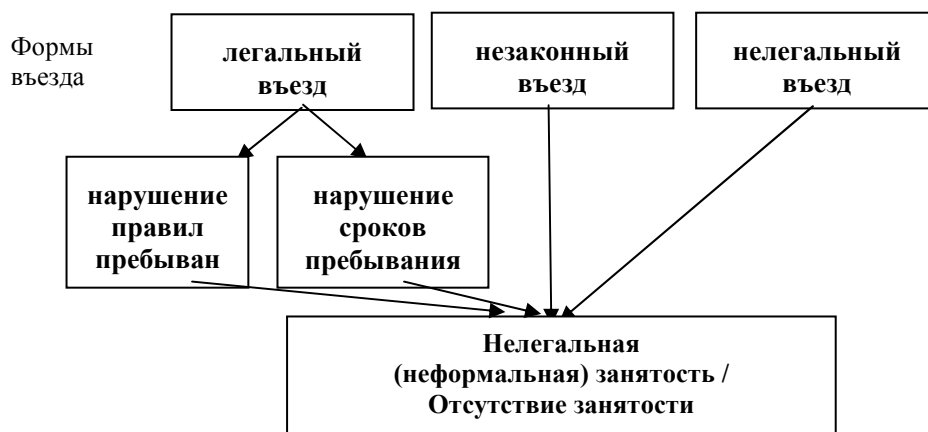 Формы
въезда
легальный
въезд
незаконный
въезд
нелегальный
въезд
нарушение
правил
пребыван
нарушение
сроков
пребывания
Нелегальная
(неформальная) занятость /
Отсутствие занятости